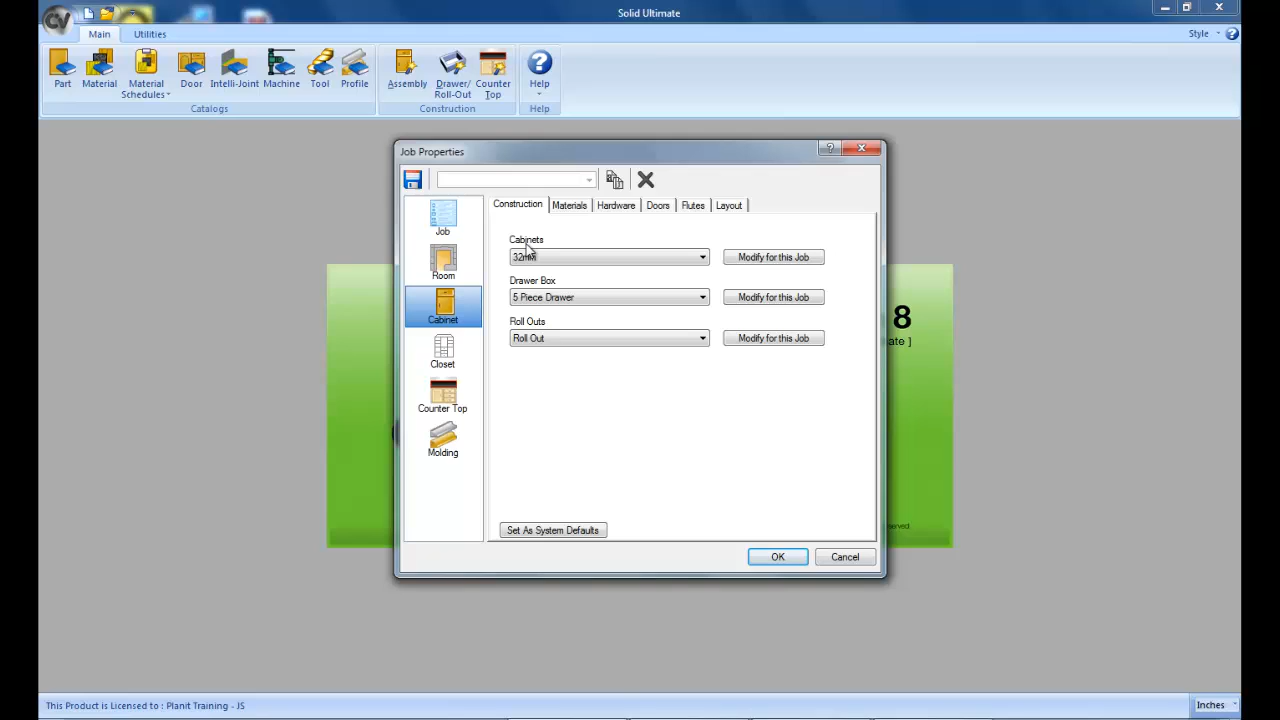 Solid Ultimate
CV
Main
Utilities
Style
Part
Material
Material
Schedules
Door
Intelli-Joint
Machine
Tool
Profile
Assembly
Drawer/
Roll-Out
Counter
Top
Help
Catalogs
Construction
Help
Job Properties
Job
Room
Cabinet
Closet
Counter Top
Molding
Construction
Materials
Hardware
Doors
Flutes
Layout
Cabinets
32mm
Modify for this Job
Drawer Box
5 Piece Drawer
Modify for this Job
Roll Outs
Roll Out
Modify for this Job
Set As System Defaults
OK
Cancel
8
ate ]
served.
This Product is Licensed to : Planit Training - JS
Inches